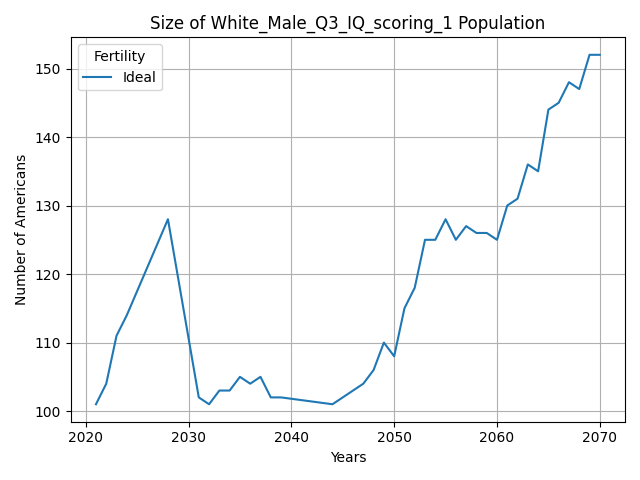 Size of White_Male_Q3_IQ_scoring_1 Population
Fertility
Ideal
Number of Americans
150
140
130
120
110
100
2020 2030 2040 2050 2060 2070
Years